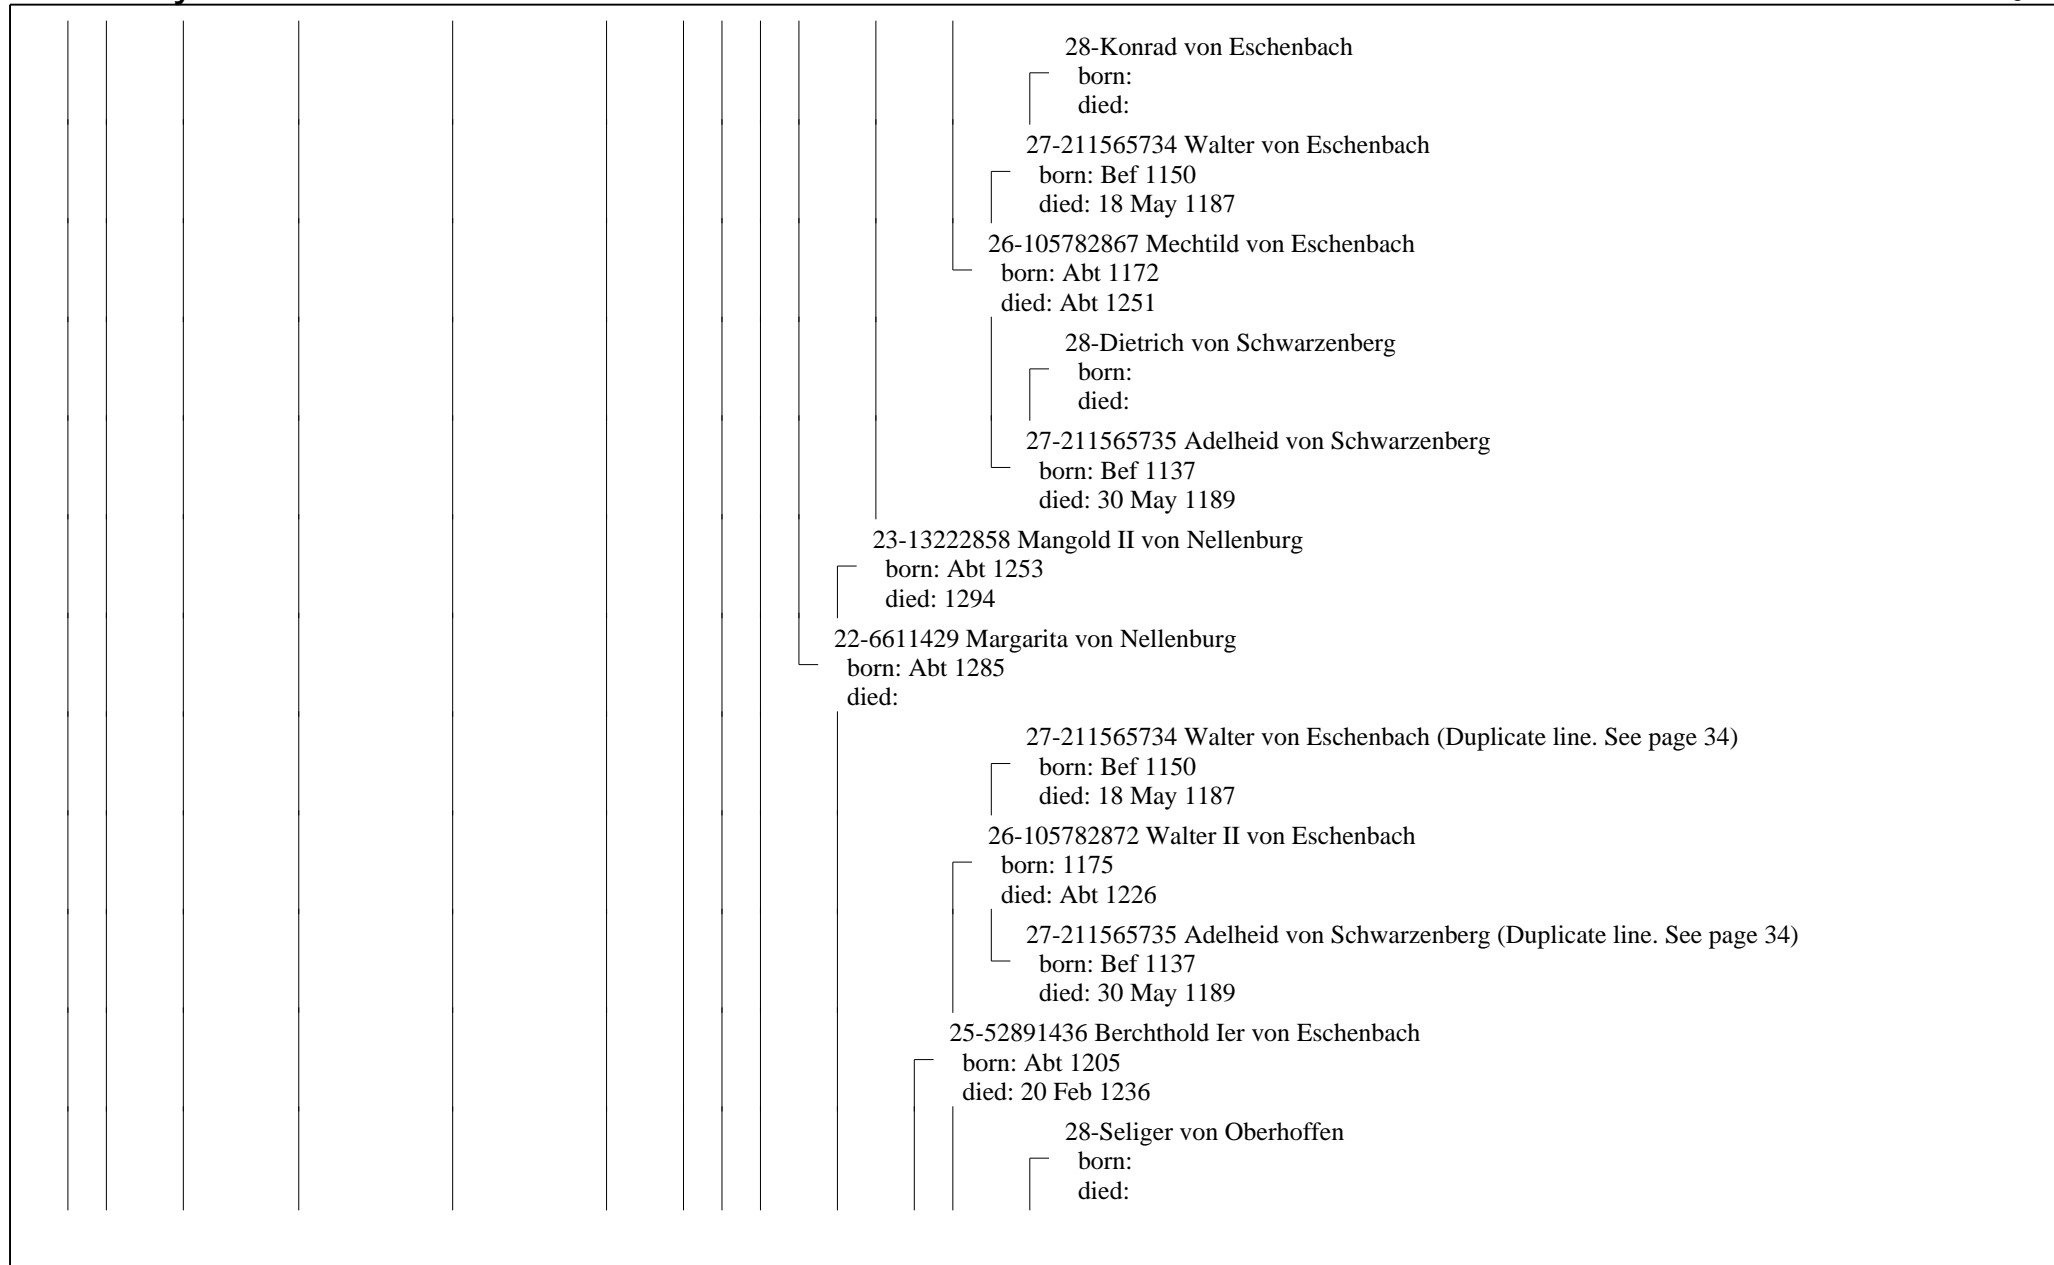 28-Konrad von Eschenbach
born:
died:
27-211565734 Walter von Eschenbach
born: Bef 1150
died: 18 May 1187
26-105782867 Mechtild von Eschenbach
born: Abt 1172
died: Abt 1251
28-Dietrich von Schwarzenberg
born:
died:
27-211565735 Adelheid von Schwarzenberg
born: Bef 1137
died: 30 May 1189
23-13222858 Mangold II von Nellenburg
born: Abt 1253
died: 1294
22-6611429 Margarita von Nellenburg
born: Abt 1285
died:
27-211565734 Walter von Eschenbach (Duplicate line. See page 34)
born: Bef 1150
died: 18 May 1187
26-105782872 Walter II von Eschenbach
born: 1175
died: Abt 1226
27-211565735 Adelheid von Schwarzenberg (Duplicate line. See page 34)
born: Bef 1137
died: 30 May 1189
25-52891436 Berchthold Ier von Eschenbach
born: Abt 1205
died: 20 Feb 1236
28-Seliger von Oberhoffen
born:
died: